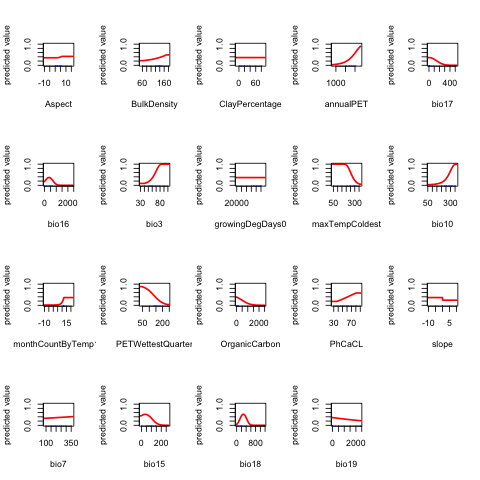 predicted value
0.0 1.0
-10 10
Aspect
predicted value
0.0 1.0
60 160
BulkDensity
predicted value
0.0 1.0
0 60
ClayPercentage
predicted value
0.0 1.0
1000
annualPET
predicted value
0.0 1.0
0 400
bio17
predicted value
0.0 1.0
0 2000
bio16
predicted value
0.0 1.0
30 80
bio3
predicted value
0.0 1.0
20000
growingDegDays0
predicted value
0.0 1.0
50 300
maxTempColdest
predicted value
0.0 1.0
50 300
bio10
predicted value
0.0 1.0
-10 15
monthCountByTemp
predicted value
0.0 1.0
50 200
PETWettestQuarter
predicted value
0.0 1.0
0 2000
OrganicCarbon
predicted value
0.0 1.0
30 70
PhCaCL
predicted value
0.0 1.0
-10 5
slope
predicted value
0.0 1.0
100 350
bio7
predicted value
0.0 1.0
0 200
bio15
predicted value
0.0 1.0
0 800
bio18
predicted value
0.0 1.0
0 2000
bio19